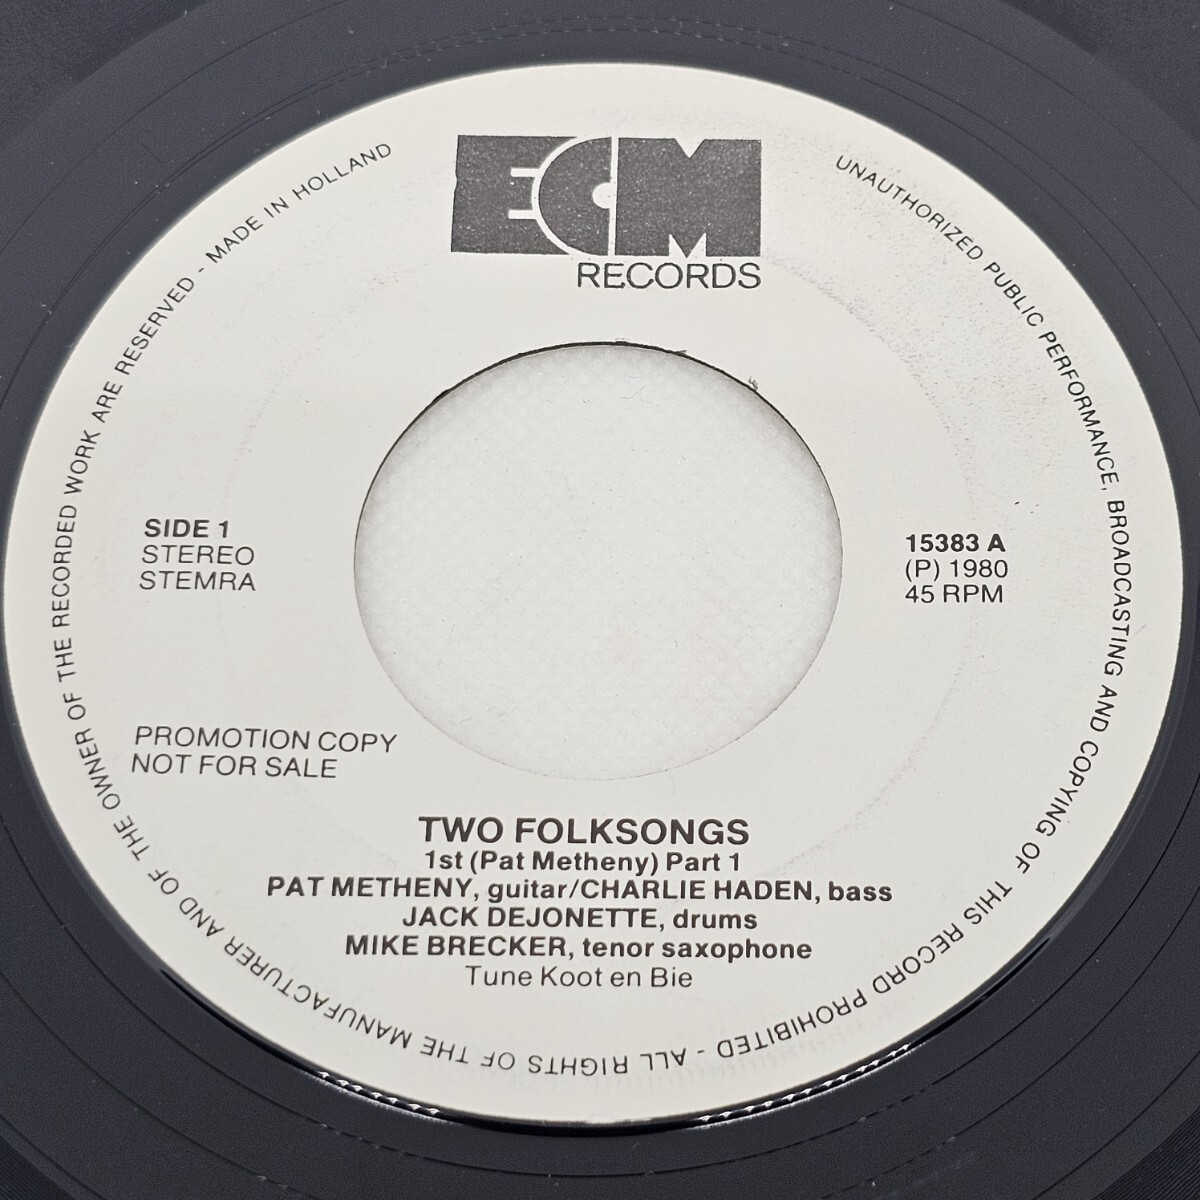 ECM
RECORDS
UNAUTHORIZED PUBLIC PERFORMANCE, BROADCASTING AND COPYING OF THIS RECORD PROHIBITED - ALL RIGHTS OF THE MANUFACTURER AND OF THE OWNER OF THE RECORDED WORK ARE RESERVED - MADE IN HOLLAND
SIDE 1
STEREO
STEMRA
15383 A
(P) 1980
45 RPM
PROMOTION COPY
NOT FOR SALE
TWO FOLKSONGS
1st (Pat Metheny) Part 1
PAT METHENY, guitar/CHARLIE HADEN, bass
JACK DEJONETTE, drums
MIKE BRECKER, tenor saxophone
Tune Koot en Bie